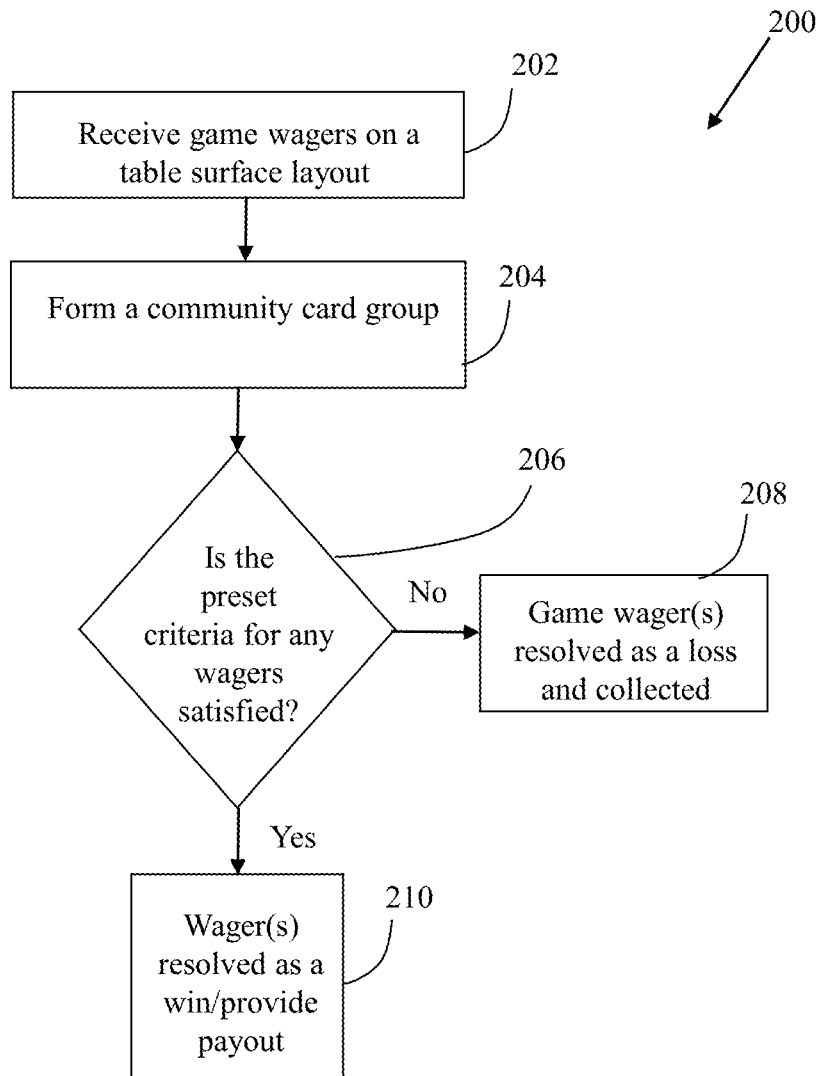 200
202
Receive game wagers on a
table surface layout
204
Form a community card group
206
Is the
preset
criteria for any
wagers
satisfied?
No
208
Game wager(s)
resolved as a loss
and collected
Yes
210
Wager(s)
resolved as a
win/provide
payout